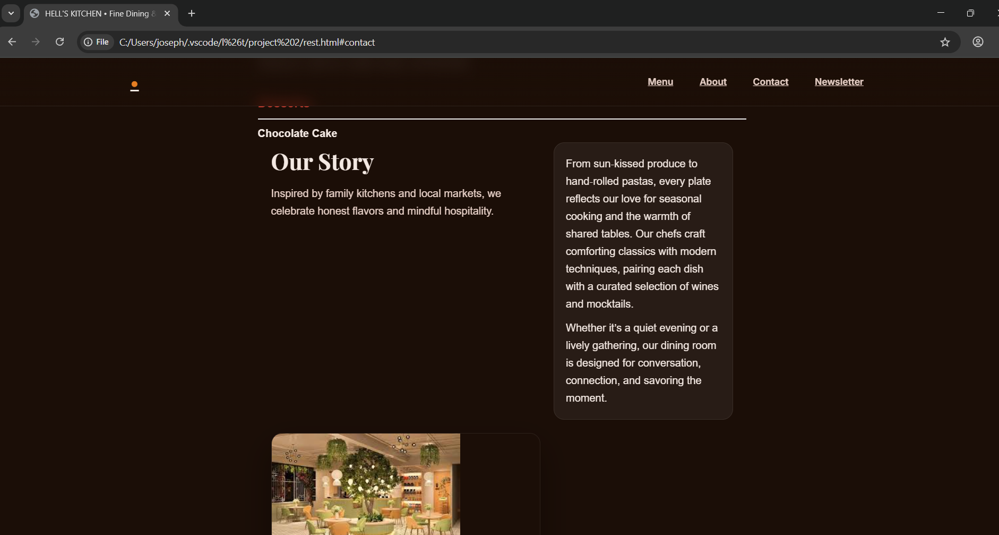 HELL'S KITCHEN • Fine Dining &
File
C:/Users/joseph/.vscode/l%26t/project%202/rest.html#contact
Menu
About
Contact
Newsletter
Desserts
Chocolate Cake
Our Story
Inspired by family kitchens and local markets, we
celebrate honest flavors and mindful hospitality.
From sun-kissed produce to
hand-rolled pastas, every plate
reflects our love for seasonal
cooking and the warmth of
shared tables. Our chefs craft
comforting classics with modern
techniques, pairing each dish
with a curated selection of wines
and mocktails.
Whether it’s a quiet evening or a
lively gathering, our dining room
is designed for conversation,
connection, and savoring the
moment.